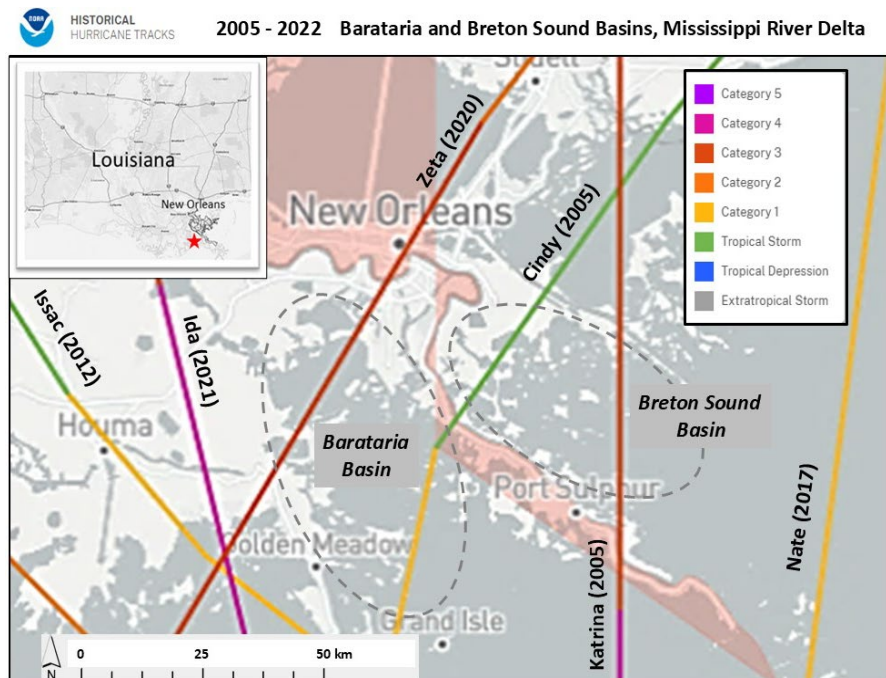 NOAA
HISTORICAL
HURRICANE TRACKS
2005 - 2022 Barataria and Breton Sound Basins, Mississippi River Delta
Louisiana
New Orleans
Category 5
Category 4
Category 3
Category 2
Category 1
Tropical Storm
Tropical Depression
Extratropical Storm
Slidell
Zeta (2020)
New Orleans
Cindy (2005)
Issac (2012)
Ida (2021)
Houma
Barataria
Basin
Breton Sound
Basin
Port Sulphur
Golden Meadow
Nate (2017)
Katrina (2005)
Grand Isle
0 25 50 km
N